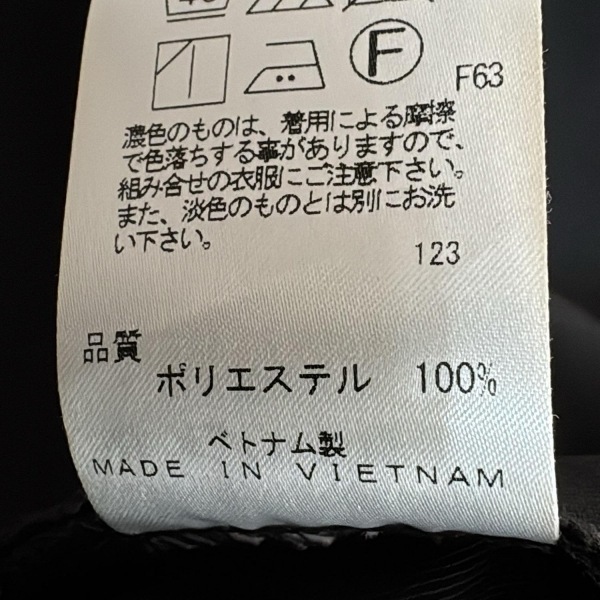 40
F
F63
濃色のものは、着用による摩擦
で色落ちする事がありますので、
組み合せの衣服にご注意下さい。
また、淡色のものとは別にお洗
い下さい。
123
品質
ポリエステル 100%
ベトナム製
MADE IN VIETNAM